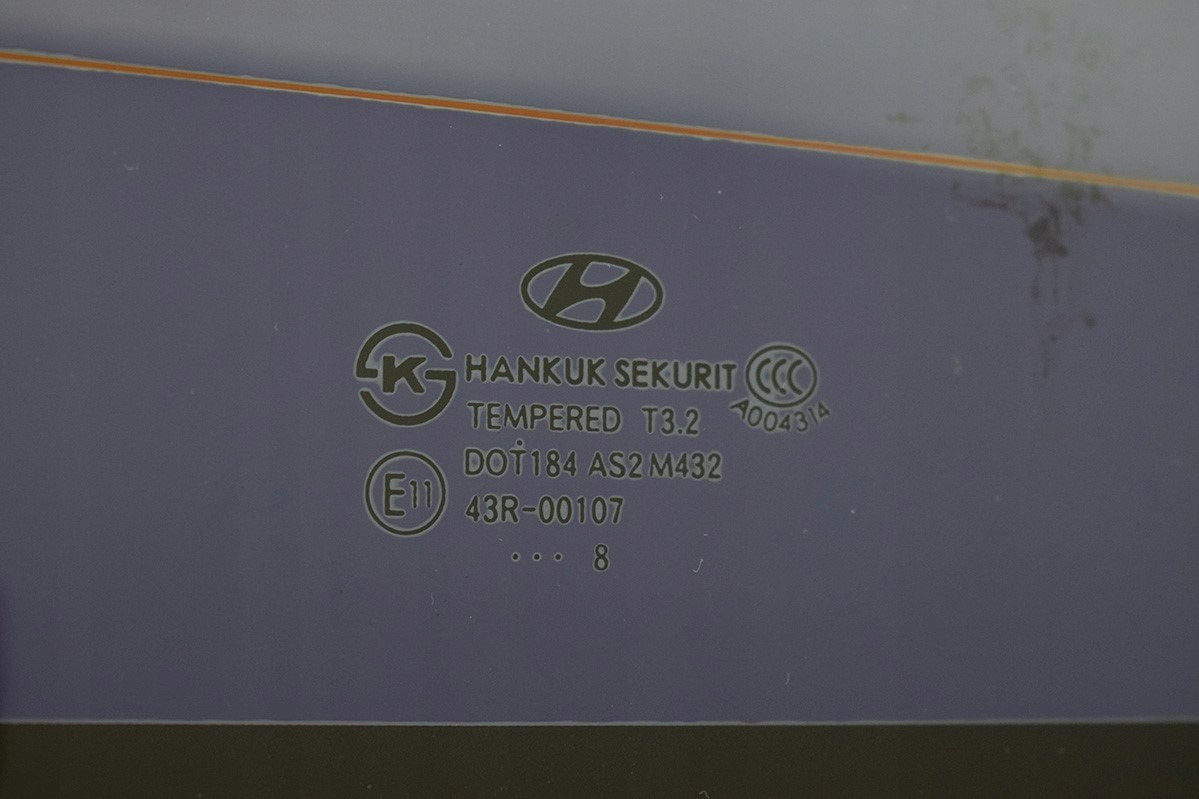 K
HANKUK SEKURIT
CCC
A004314
TEMPERED T3.2
DOT184 AS2 M432
E11
43R-00107
... 8